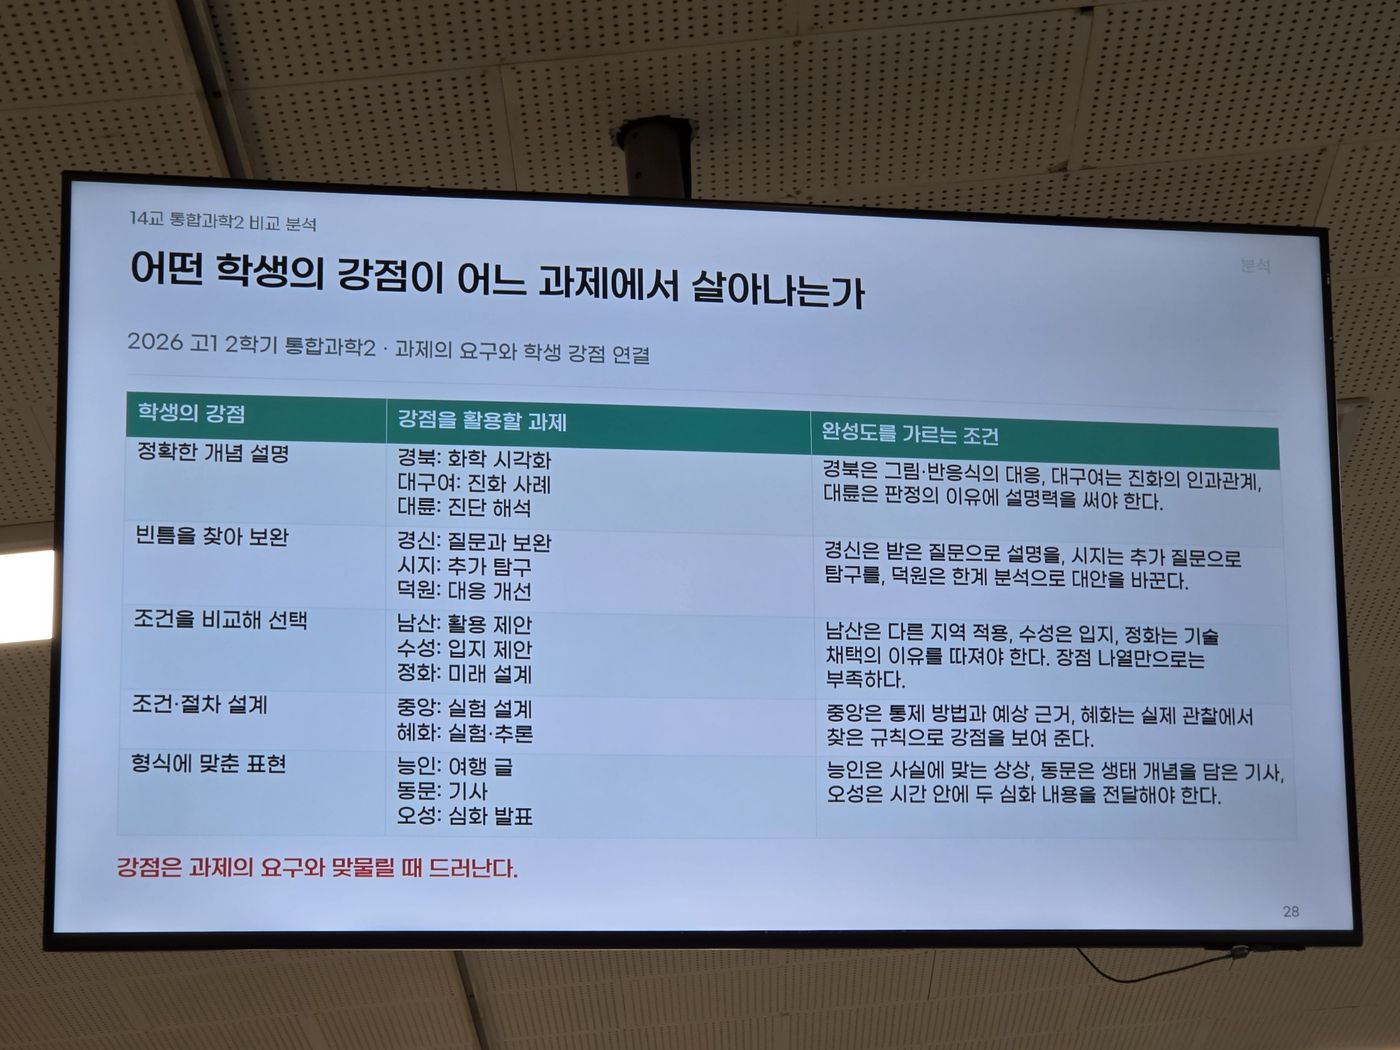 14교 통합과학2 비교 분석
분석
어떤 학생의 강점이 어느 과제에서 살아나는가
2026 고1 2학기 통합과학2 · 과제의 요구와 학생 강점 연결
학생의 강점
강점을 활용할 과제
완성도를 가르는 조건
정확한 개념 설명
경북: 화학 시각화
대구여: 진화 사례
대륜: 진단 해석
경북은 그림·반응식의 대응, 대구여는 진화의 인과관계,
대륜은 판정의 이유에 설명력을 써야 한다.
빈틈을 찾아 보완
경신: 질문과 보완
시지: 추가 탐구
덕원: 대응 개선
경신은 받은 질문으로 설명을, 시지는 추가 질문으로
탐구를, 덕원은 한계 분석으로 대안을 바꾼다.
조건을 비교해 선택
남산: 활용 제안
수성: 입지 제안
정화: 미래 설계
남산은 다른 지역 적용, 수성은 입지, 정화는 기술
채택의 이유를 따져야 한다. 장점 나열만으로는
부족하다.
조건·절차 설계
중앙: 실험 설계
혜화: 실험·추론
중앙은 통제 방법과 예상 근거, 혜화는 실제 관찰에서
찾은 규칙으로 강점을 보여 준다.
형식에 맞춘 표현
능인: 여행 글
동문: 기사
오성: 심화 발표
능인은 사실에 맞는 상상, 동문은 생태 개념을 담은 기사,
오성은 시간 안에 두 심화 내용을 전달해야 한다.
강점은 과제의 요구와 맞물릴 때 드러난다.
28